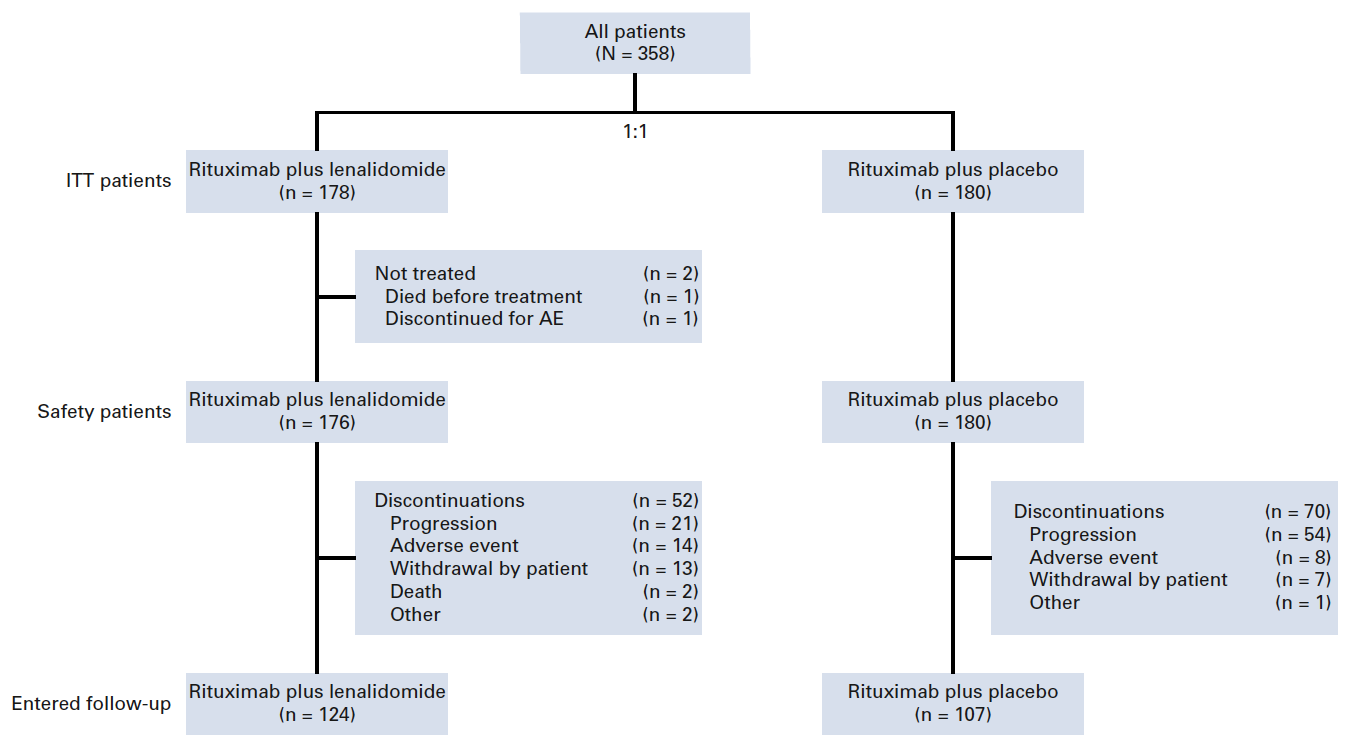 All patients
(N = 358)
1:1
ITT patients
Rituximab plus lenalidomide
(n = 178)
Rituximab plus placebo
(n = 180)
Not treated (n = 2)
Died before treatment (n = 1)
Discontinued for AE (n = 1)
Safety patients
Rituximab plus lenalidomide
(n = 176)
Rituximab plus placebo
(n = 180)
Discontinuations (n = 52)
Progression (n = 21)
Adverse event (n = 14)
Withdrawal by patient (n = 13)
Death (n = 2)
Other (n = 2)
Discontinuations (n = 70)
Progression (n = 54)
Adverse event (n = 8)
Withdrawal by patient (n = 7)
Other (n = 1)
Entered follow-up
Rituximab plus lenalidomide
(n = 124)
Rituximab plus placebo
(n = 107)